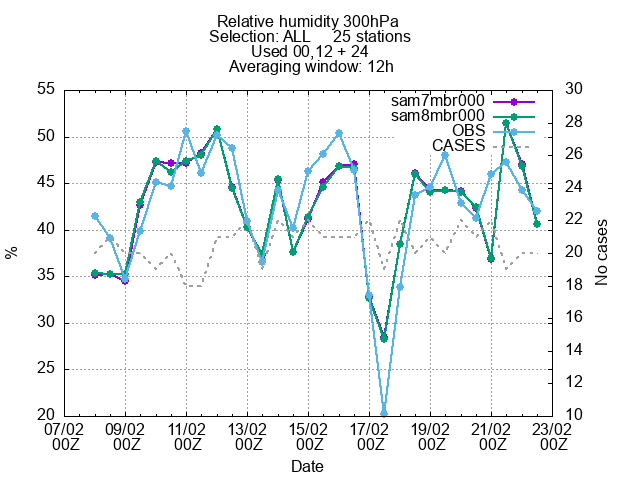 Relative humidity 300hPa
Selection: ALL 25 stations
Used 00,12 + 24
Averaging window: 12h
sam7mbr000
sam8mbr000
OBS
CASES
55
50
45
40
35
30
25
20
%
30
28
26
24
22
20
18
16
14
12
10
No cases
07/02 09/02 11/02 13/02 15/02 17/02 19/02 21/02 23/02
00Z 00Z 00Z 00Z 00Z 00Z 00Z 00Z 00Z
Date